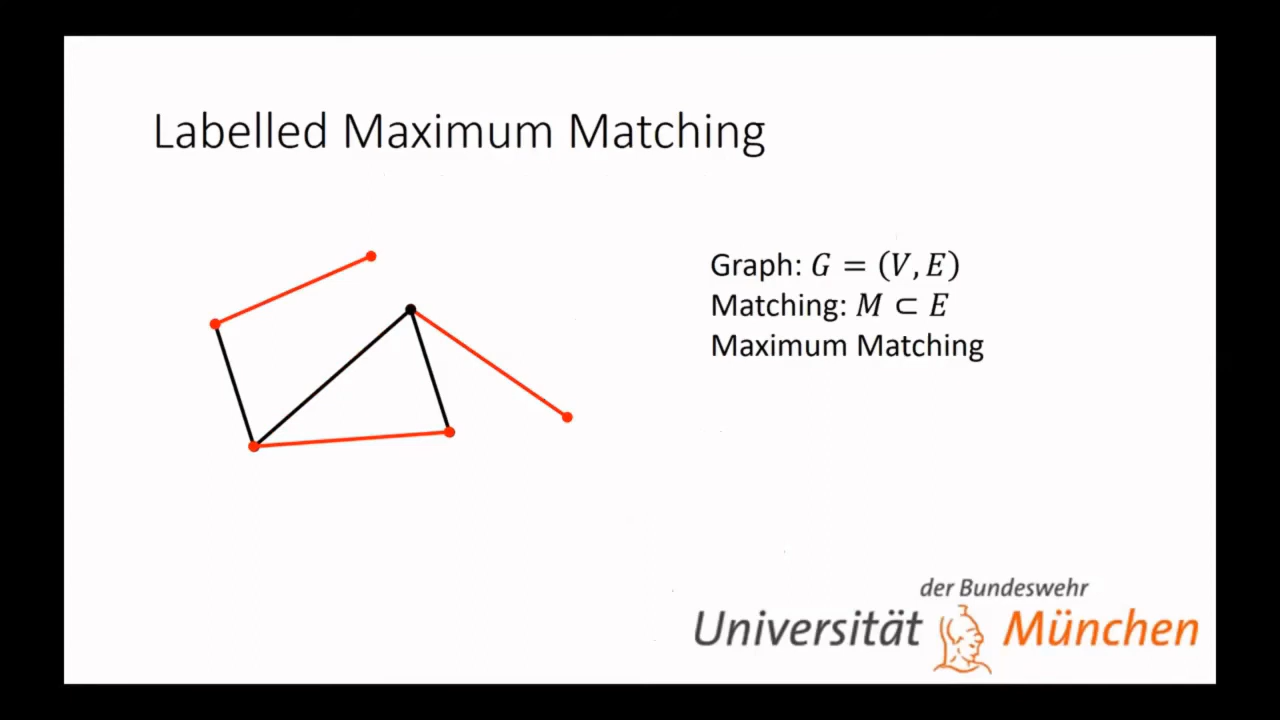 Labelled Maximum Matching
Graph: G = (V, E)
Matching: M ⊂ E
Maximum Matching
der Bundeswehr
Universität München